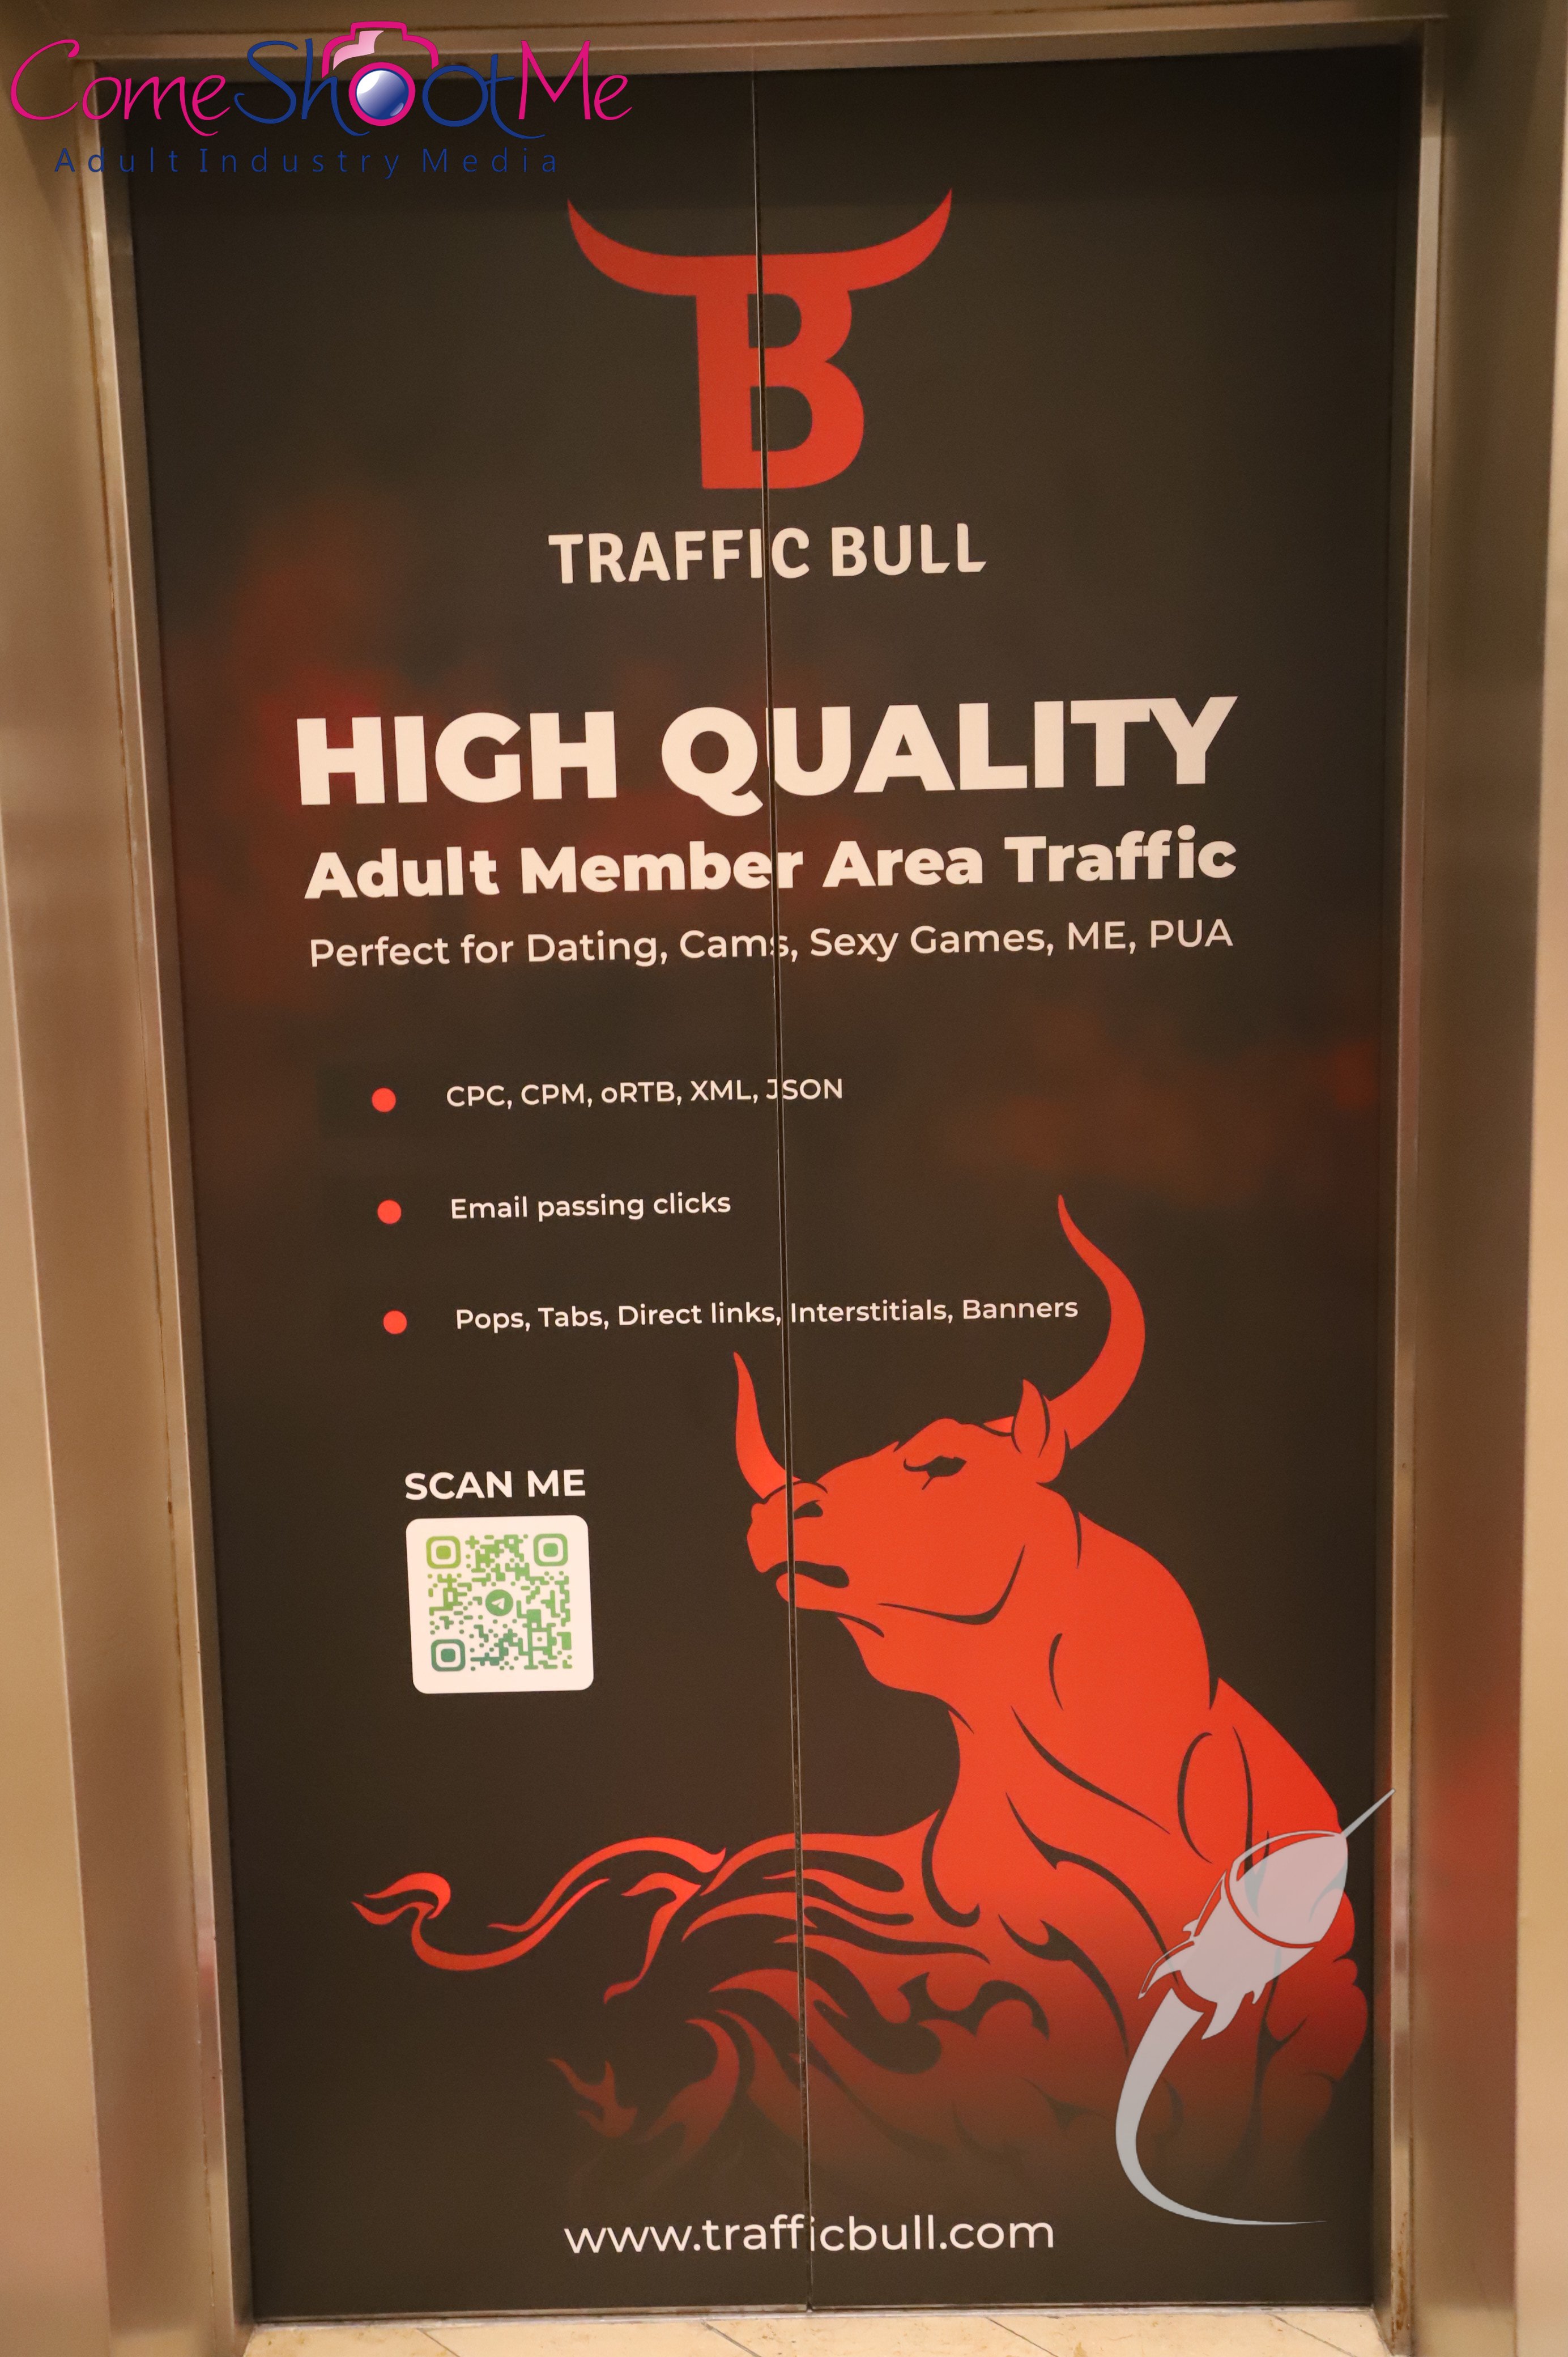 ComeShootMe
Adult Industry Media
B
TRAFFIC BULL
HIGH QUALITY
Adult Member Area Traffic
Perfect for Dating, Cams, Sexy Games, ME, PUA
CPC, CPM, oRTB, XML, JSON
Email passing clicks
Pops, Tabs, Direct links, Interstitials, Banners
SCAN ME
www.trafficbull.com